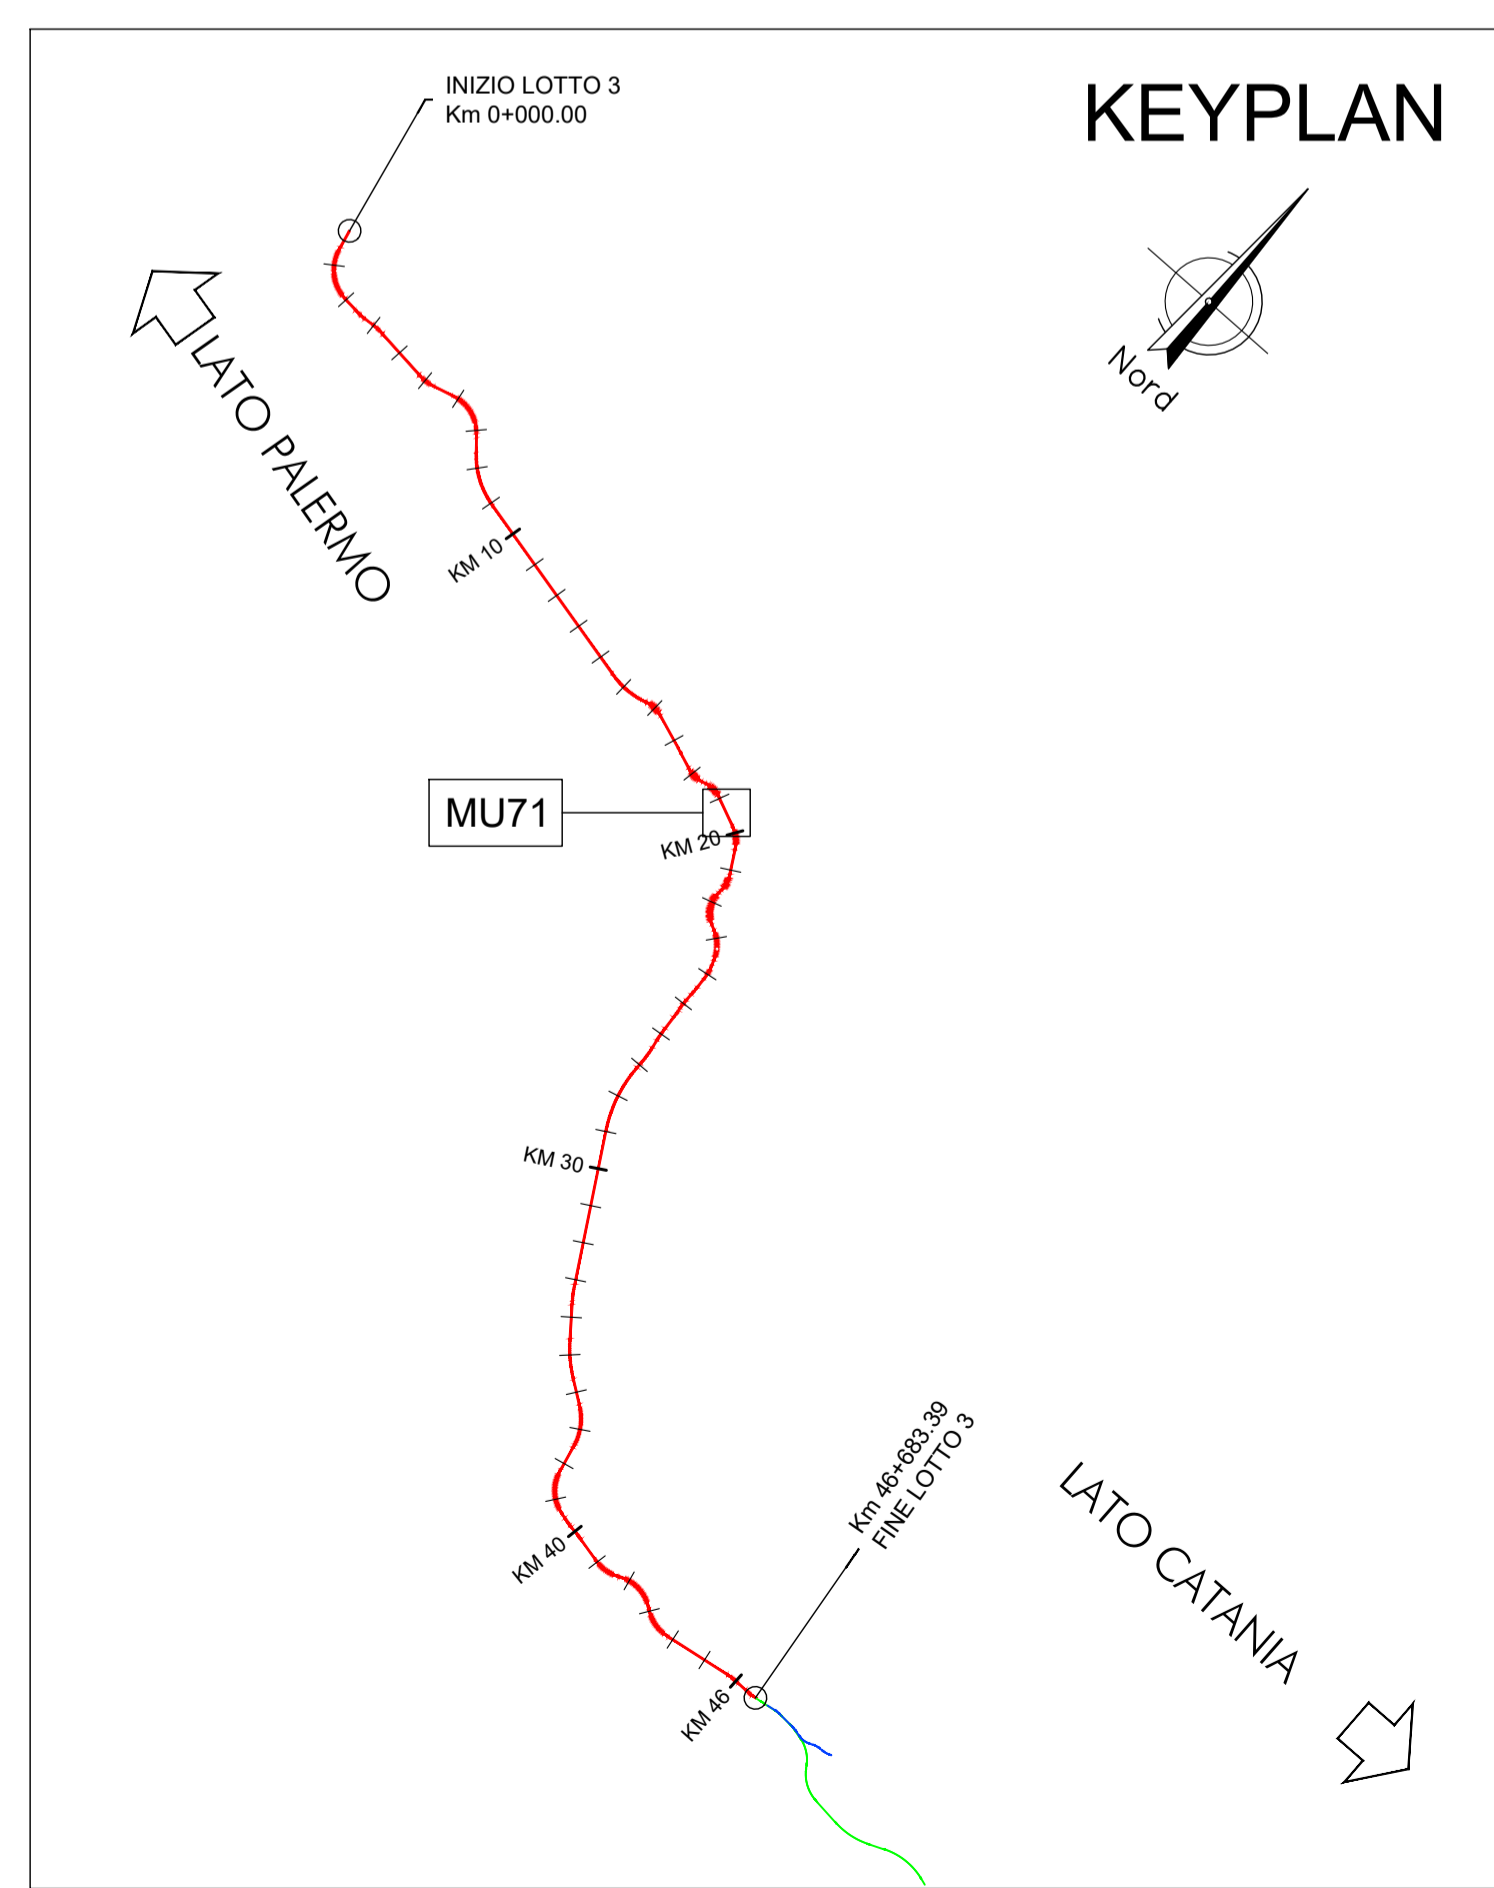 INIZIO LOTTO 3
Km 0+000.00
KEYPLAN
Nord
LATO PALERMO
KM 10
MU71
KM 20
KM 30
Km 46+683.39
FINE LOTTO 3
LATO CATANIA
KM 40
KM 46